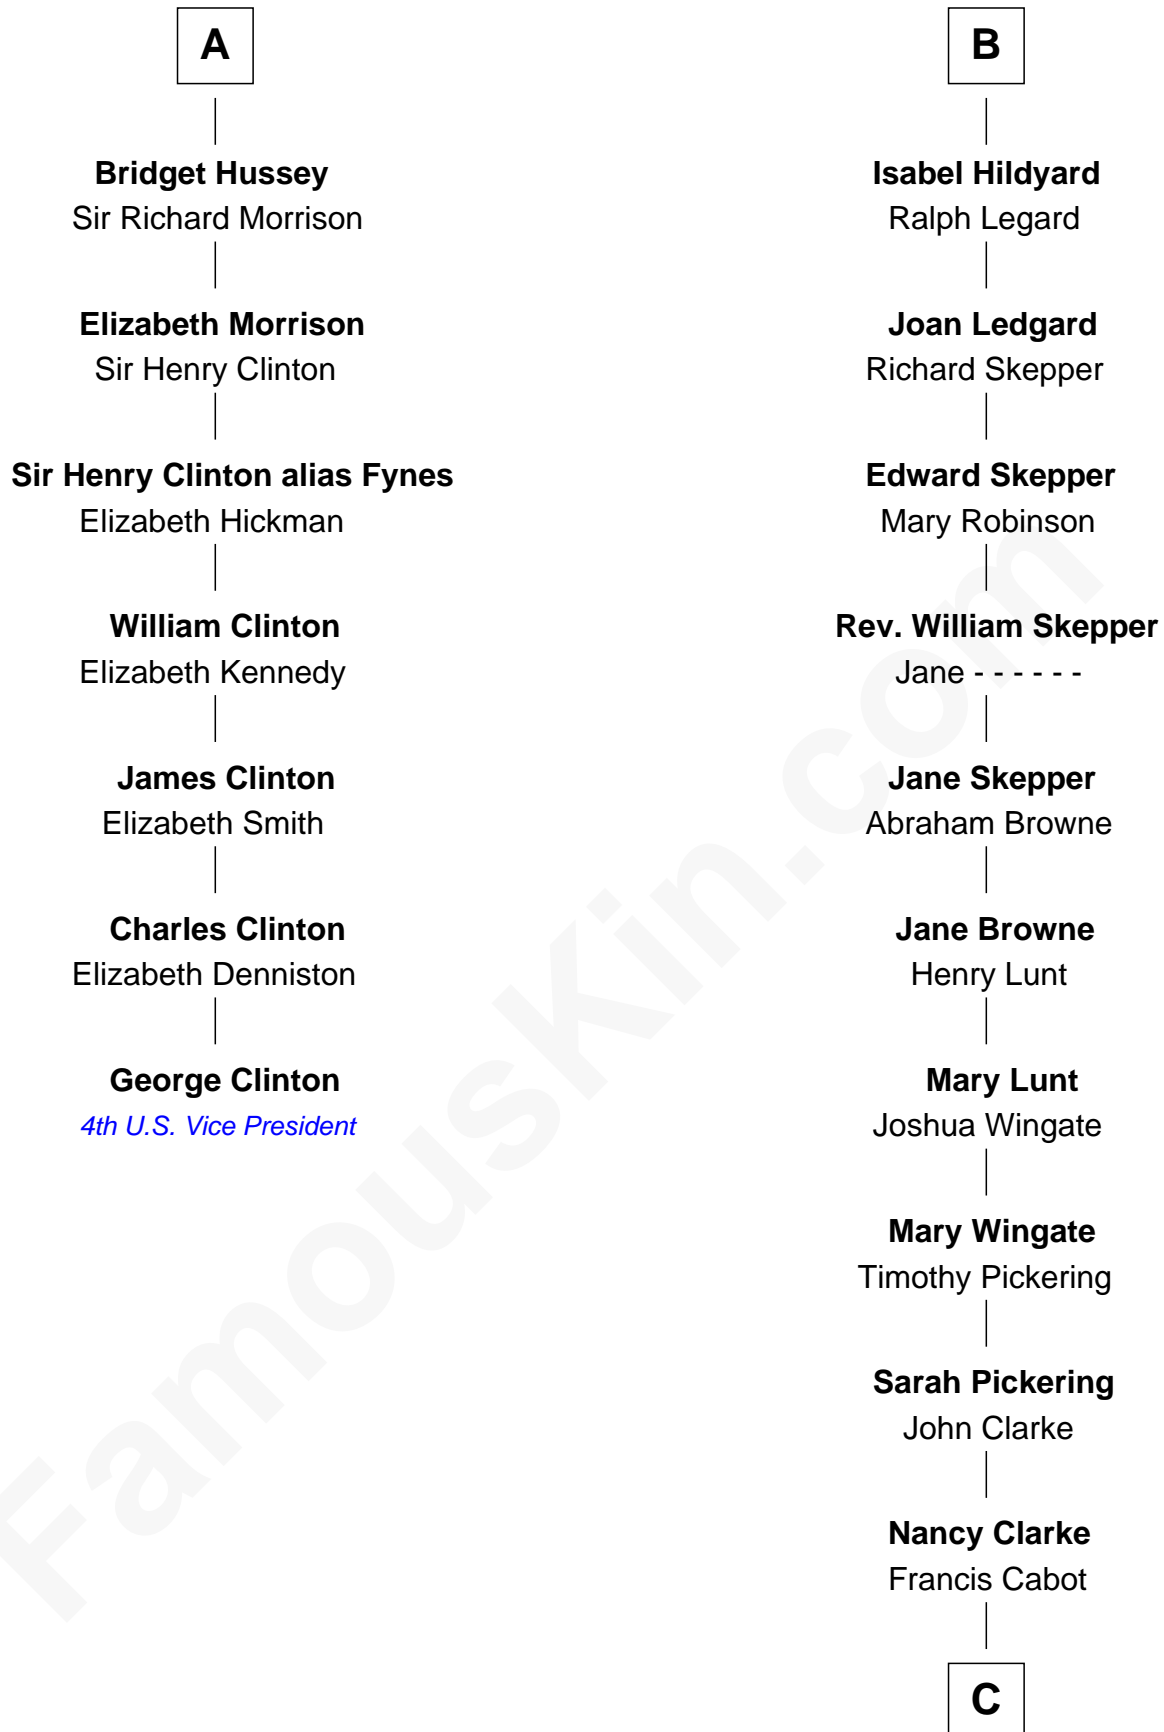 A
Bridget Hussey
Sir Richard Morrison
Elizabeth Morrison
Sir Henry Clinton
Sir Henry Clinton alias Fynes
Elizabeth Hickman
William Clinton
Elizabeth Kennedy
James Clinton
Elizabeth Smith
Charles Clinton
Elizabeth Denniston
George Clinton
4th U.S. Vice President
B
Isabel Hildyard
Ralph Legard
Joan Ledgard
Richard Skepper
Edward Skepper
Mary Robinson
Rev. William Skepper
Jane - - - - - -
Jane Skepper
Abraham Browne
Jane Browne
Henry Lunt
Mary Lunt
Joshua Wingate
Mary Wingate
Timothy Pickering
Sarah Pickering
John Clarke
Nancy Clarke
Francis Cabot
C
FamousKin.com